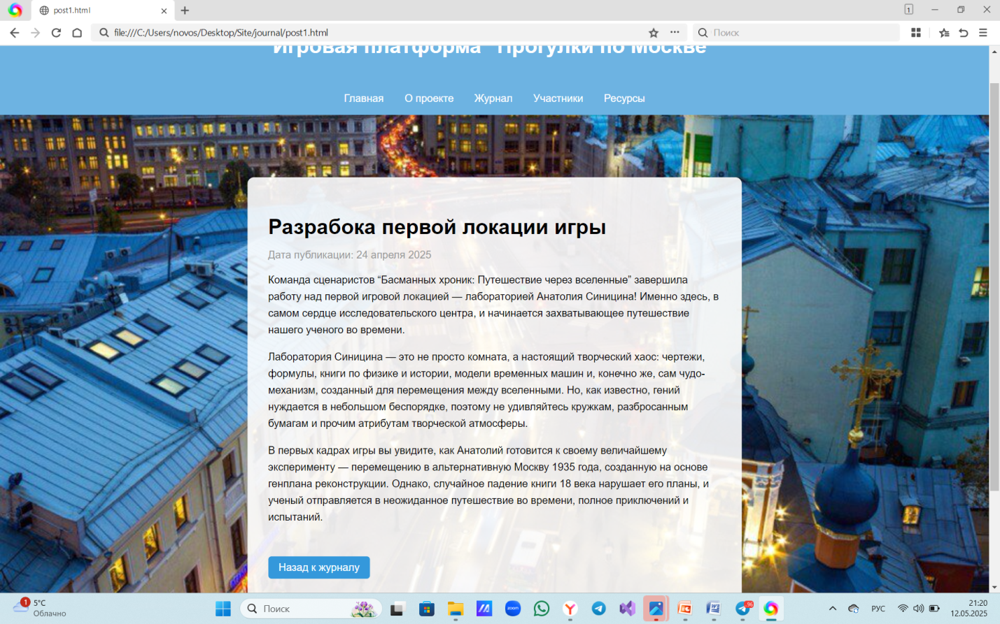 post1.html
1
file:///C:/Users/novos/Desktop/Site/journal/post1.html
Поиск
Игровая платформа "Прогулки по Москве"
Главная О проекте Журнал Участники Ресурсы
Разрабока первой локации игры
Дата публикации: 24 апреля 2025
Команда сценаристов “Басманных хроник: Путешествие через вселенные” завершила
работу над первой игровой локацией — лабораторией Анатолия Синицина! Именно здесь, в
самом сердце исследовательского центра, и начинается захватывающее путешествие
нашего ученого во времени.
Лаборатория Синицина — это не просто комната, а настоящий творческий хаос: чертежи,
формулы, книги по физике и истории, модели временных машин и, конечно же, сам чудо-
механизм, созданный для перемещения между вселенными. Но, как известно, гений
нуждается в небольшом беспорядке, поэтому не удивляйтесь кружкам, разбросанным
бумагам и прочим атрибутам творческой атмосферы.
В первых кадрах игры вы увидите, как Анатолий готовится к своему величайшему
эксперименту — перемещению в альтернативную Москву 1935 года, созданную на основе
генплана реконструкции. Однако, случайное падение книги 18 века нарушает его планы, и
ученый отправляется в неожиданное путешествие во времени, полное приключений и
испытаний.
Назад к журналу
1
5°C
Облачно
Поиск
zoom
96
РУС
21:20
12.05.2025